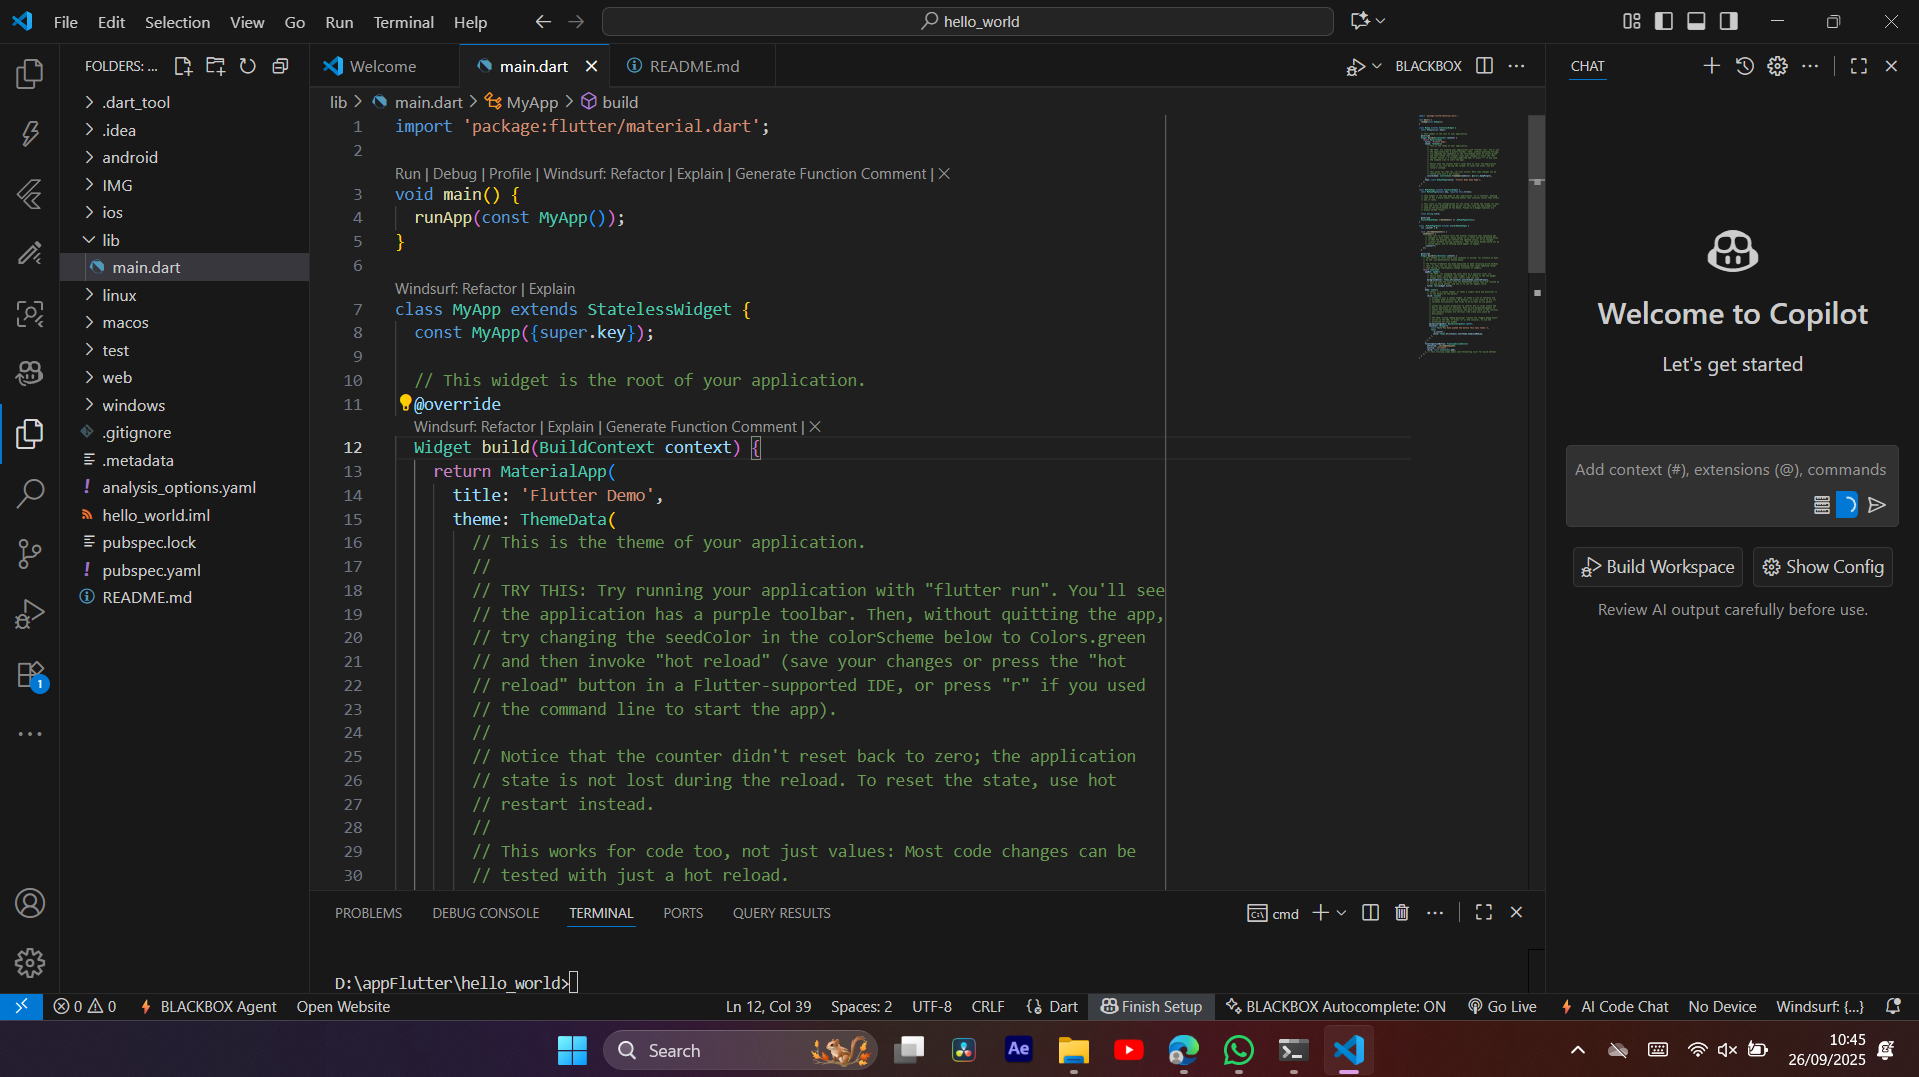 File Edit Selection View Go Run Terminal Help
hello_world
FOLDERS: ...
Welcome
main.dart
README.md
BLACKBOX
CHAT
.dart_tool
.idea
android
IMG
ios
lib
main.dart
linux
macos
test
web
windows
.gitignore
.metadata
analysis_options.yaml
hello_world.iml
pubspec.lock
pubspec.yaml
README.md
lib > main.dart > MyApp > build
1 import 'package:flutter/material.dart';
2
Run | Debug | Profile | Windsurf: Refactor | Explain | Generate Function Comment | X
3 void main() {
4 runApp(const MyApp());
5 }
6
Windsurf: Refactor | Explain
7 class MyApp extends StatelessWidget {
8 const MyApp({super.key});
9
10 // This widget is the root of your application.
11 @override
Windsurf: Refactor | Explain | Generate Function Comment | X
12 Widget build(BuildContext context) {
13 return MaterialApp(
14 title: 'Flutter Demo',
15 theme: ThemeData(
16 // This is the theme of your application.
17 //
18 // TRY THIS: Try running your application with "flutter run". You'll see
19 // the application has a purple toolbar. Then, without quitting the app,
20 // try changing the seedColor in the colorScheme below to Colors.green
21 // and then invoke "hot reload" (save your changes or press the "hot
22 // reload" button in a Flutter-supported IDE, or press "r" if you used
23 // the command line to start the app).
24 //
25 // Notice that the counter didn't reset back to zero; the application
26 // state is not lost during the reload. To reset the state, use hot
27 // restart instead.
28 //
29 // This works for code too, not just values: Most code changes can be
30 // tested with just a hot reload.
Welcome to Copilot
Let's get started
Add context (#), extensions (@), commands
Build Workspace
Show Config
Review AI output carefully before use.
PROBLEMS DEBUG CONSOLE TERMINAL PORTS QUERY RESULTS
cmd
D:\appFlutter\hello_world>
0 0 BLACKBOX Agent Open Website
Ln 12, Col 39 Spaces: 2 UTF-8 CRLF Dart Finish Setup BLACKBOX Autocomplete: ON Go Live AI Code Chat No Device Windsurf: {...}
1
Search
Ae
10:45
26/09/2025